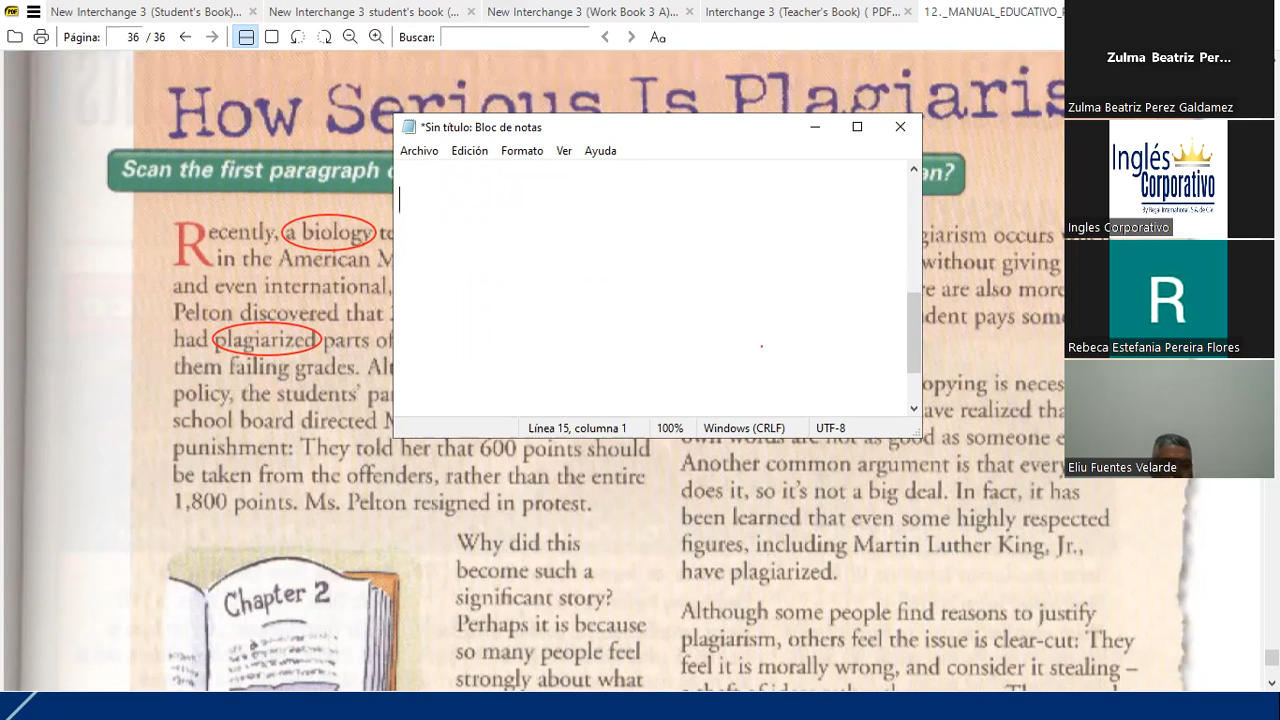 New Interchange 3 (Student's Book)...
New Interchange 3 student's book (...
New Interchange 3 (Work Book 3 A)...
Interchange 3 (Teacher's Book) ( PDF...
12._MANUAL_EDUCATIVO_
Página: 36 / 36
Buscar:
Aa
How Serious Is Plagiaris
Scan the first paragraph
an?
*Sin título: Bloc de notas
Archivo Edición Formato Ver Ayuda
Línea 15, columna 1 100% Windows (CRLF) UTF-8
Recently, a biology te
in the American M
and even international,
Pelton discovered that
had plagiarized parts of
them failing grades. Alt
policy, the students' pa
school board directed M
punishment: They told her that 600 points should
be taken from the offenders, rather than the entire
1,800 points. Ms. Pelton resigned in protest.
Chapter 2
Why did this
become such a
significant story?
Perhaps it is because
so many people feel
strongly about what
giarism occurs
without giving
re are also more
dent pays some
opying is neces
ave realized tha
own words are not as good as someone e
Another common argument is that every
does it, so it's not a big deal. In fact, it has
been learned that even some highly respected
figures, including Martin Luther King, Jr.,
have plagiarized.
Although some people find reasons to justify
plagiarism, others feel the issue is clear-cut: They
feel it is morally wrong, and consider it stealing –
Zulma Beatriz Per...
Zulma Beatriz Perez Galdamez
Inglés
Corporativo
Ingles Corporativo
R
Rebeca Estefania Pereira Flores
Eliu Fuentes Velarde